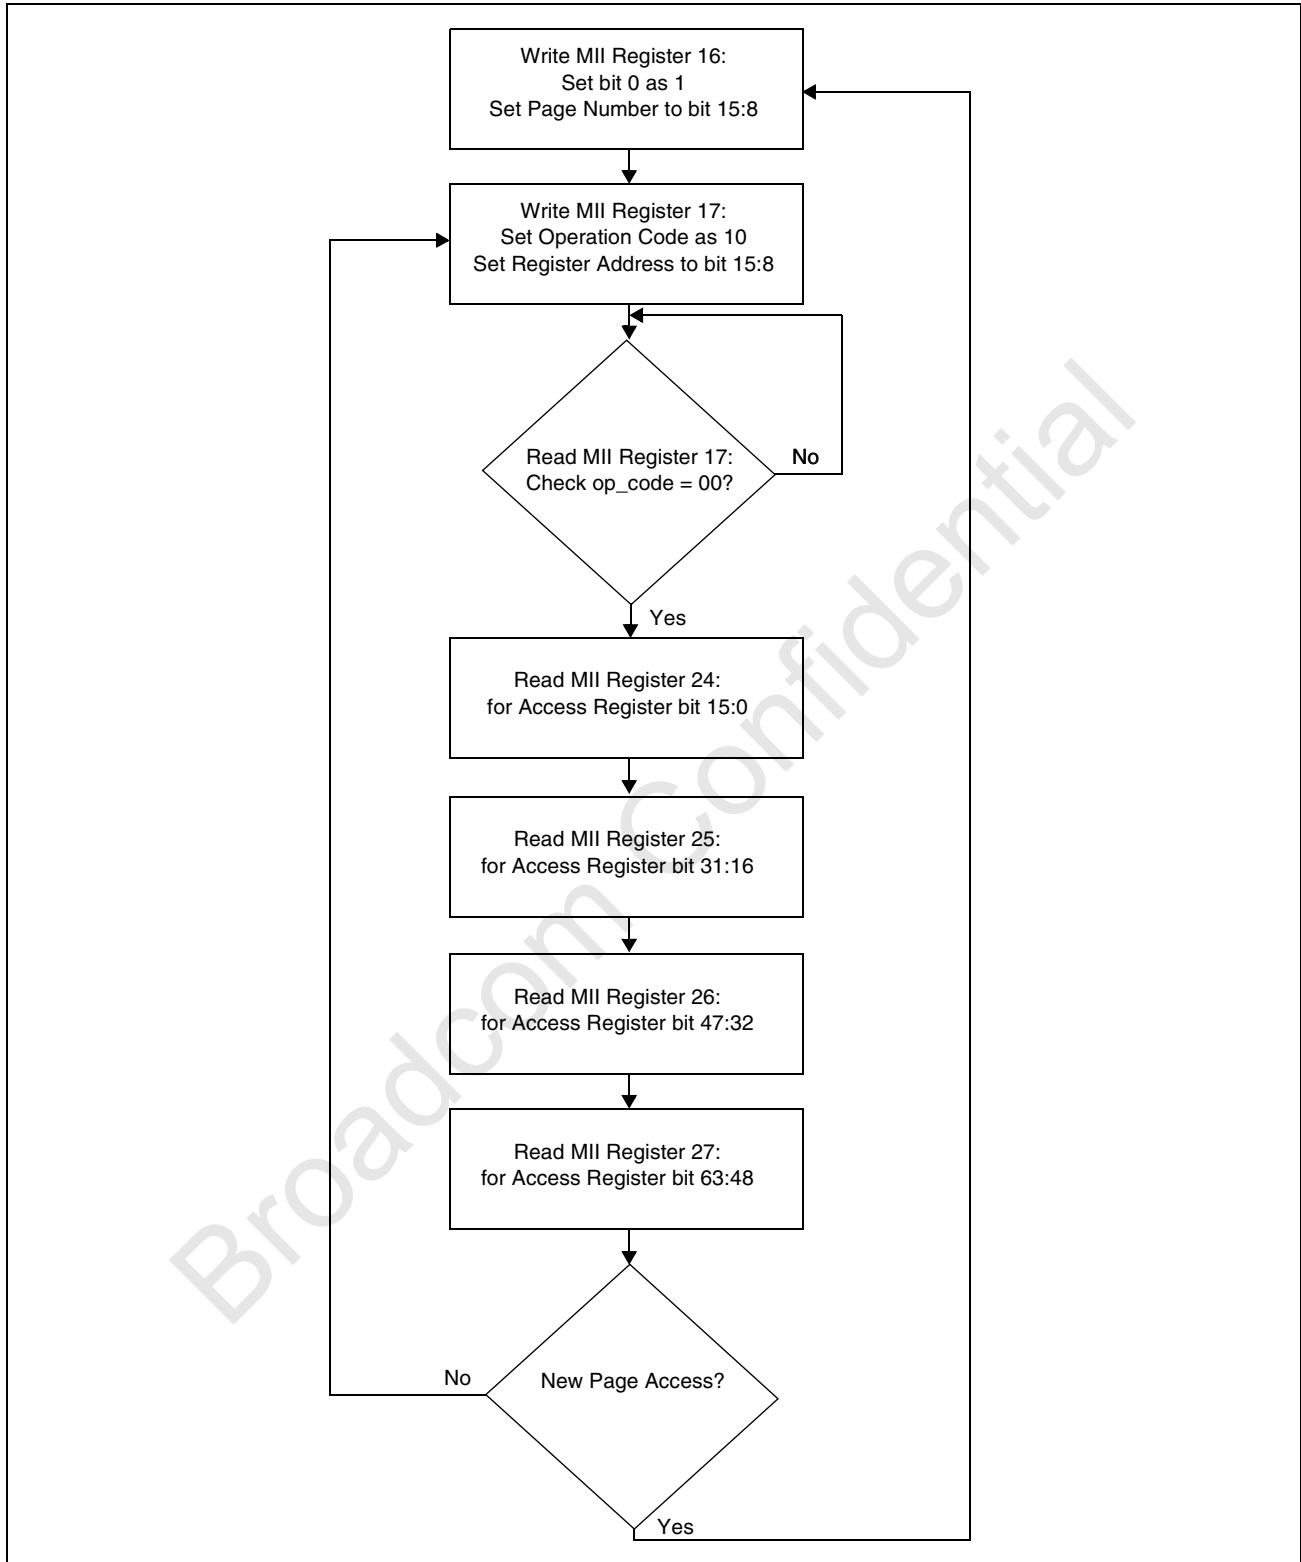 Write MII Register 16:
Set bit 0 as 1
Set Page Number to bit 15:8
Write MII Register 17:
Set Operation Code as 10
Set Register Address to bit 15:8
Read MII Register 17:
Check op_code = 00?
No
Yes
Read MII Register 24:
for Access Register bit 15:0
Read MII Register 25:
for Access Register bit 31:16
Read MII Register 26:
for Access Register bit 47:32
Read MII Register 27:
for Access Register bit 63:48
No
New Page Access?
Yes
Broadcom Confidential